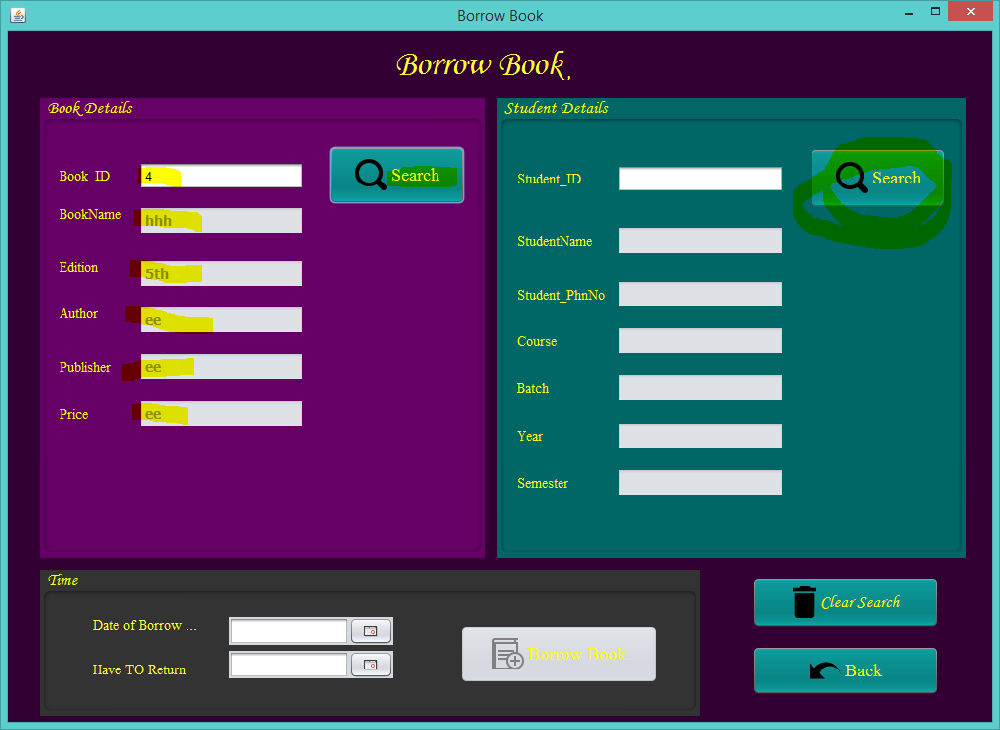 Borrow Book
Borrow Book
Book Details
Book_ID 4 Search
BookName hhh
Edition 5th
Author ee
Publisher ee
Price ee
Student Details
Student_ID Search
StudentName
Student_PhnNo
Course
Batch
Year
Semester
Time
Date of Borrow ...
Have TO Return
Borrow Book
Clear Search
Back